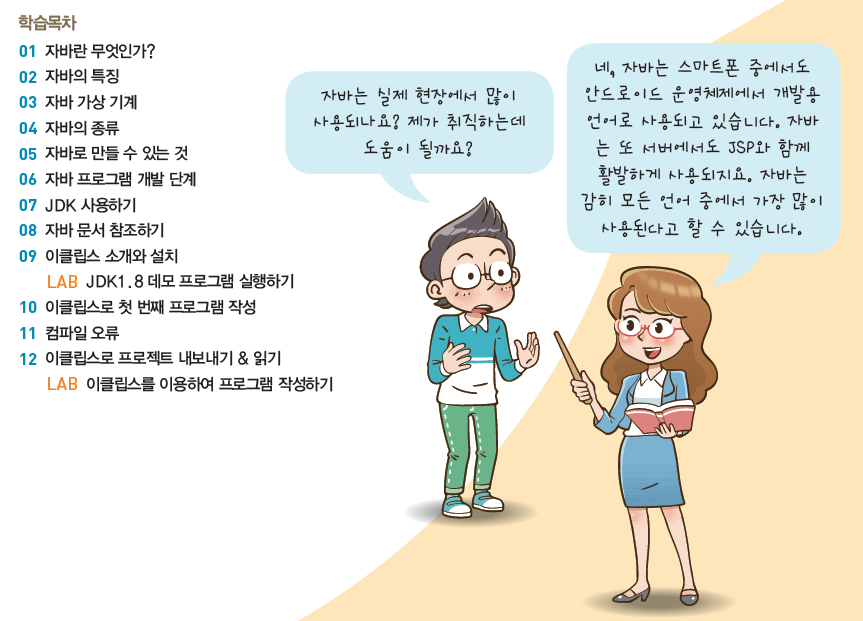 학습목차
01 자바란 무엇인가?
02 자바의 특징
03 자바 가상 기계
04 자바의 종류
05 자바로 만들 수 있는 것
06 자바 프로그램 개발 단계
07 JDK 사용하기
08 자바 문서 참조하기
09 이클립스 소개와 설치
LAB JDK1.8 데모 프로그램 실행하기
10 이클립스로 첫 번째 프로그램 작성
11 컴파일 오류
12 이클립스로 프로젝트 내보내기 & 읽기
LAB 이클립스를 이용하여 프로그램 작성하기
자바는 실제 현장에서 많이
사용되나요? 제가 취직하는데
도움이 될까요?
네, 자바는 스마트폰 중에서도
안드로이드 운영체제에서 개발용
언어로 사용되고 있습니다. 자바
는 또 서버에서도 JSP와 함께
활발하게 사용되지요. 자바는
감히 모든 언어 중에서 가장 많이
사용된다고 할 수 있습니다.